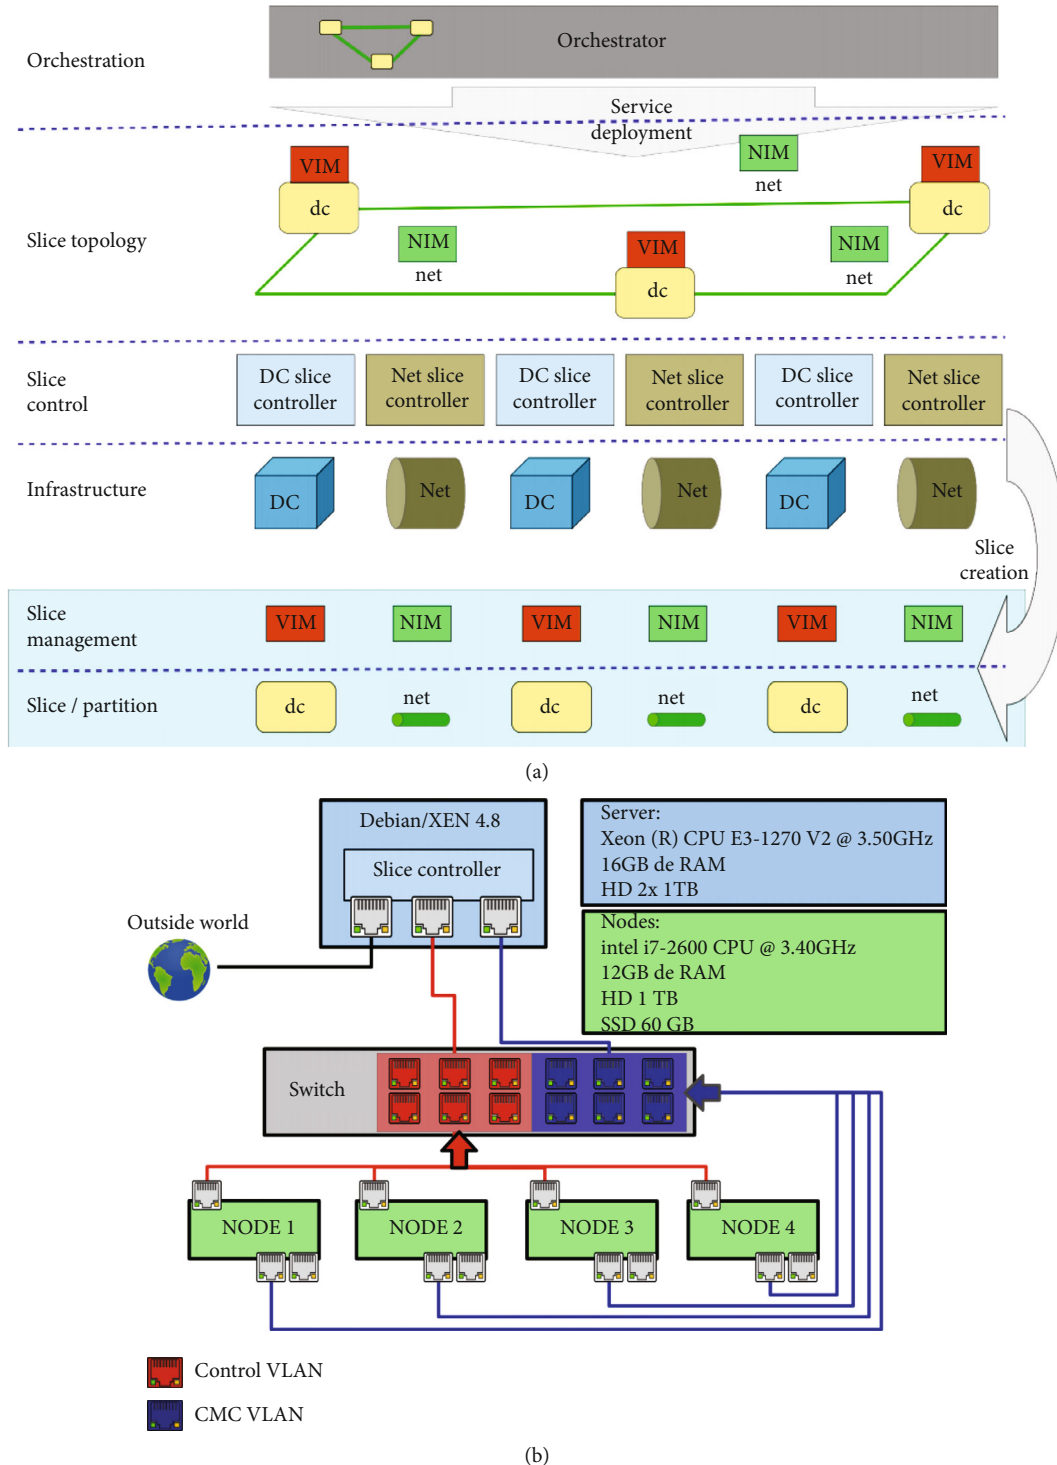 Orchestration
Orchestrator
Service
deployment
NIM
net
VIM
dc
VIM
dc
Slice topology
NIM
net
VIM
dc
NIM
net
Slice
control
DC slice
controller
Net slice
controller
DC slice
controller
Net slice
controller
DC slice
controller
Net slice
controller
Infrastructure
DC
Net
DC
Net
DC
Net
Slice
creation
Slice
management
VIM
NIM
VIM
NIM
VIM
NIM
Slice / partition
dc
net
dc
net
dc
net
(a)
Debian/XEN 4.8
Slice controller
Server:
Xeon (R) CPU E3-1270 V2 @ 3.50GHz
16GB de RAM
HD 2x 1TB
Nodes:
intel i7-2600 CPU @ 3.40GHz
12GB de RAM
HD 1 TB
SSD 60 GB
Outside world
Switch
NODE 1
NODE 2
NODE 3
NODE 4
Control VLAN
CMC VLAN
(b)